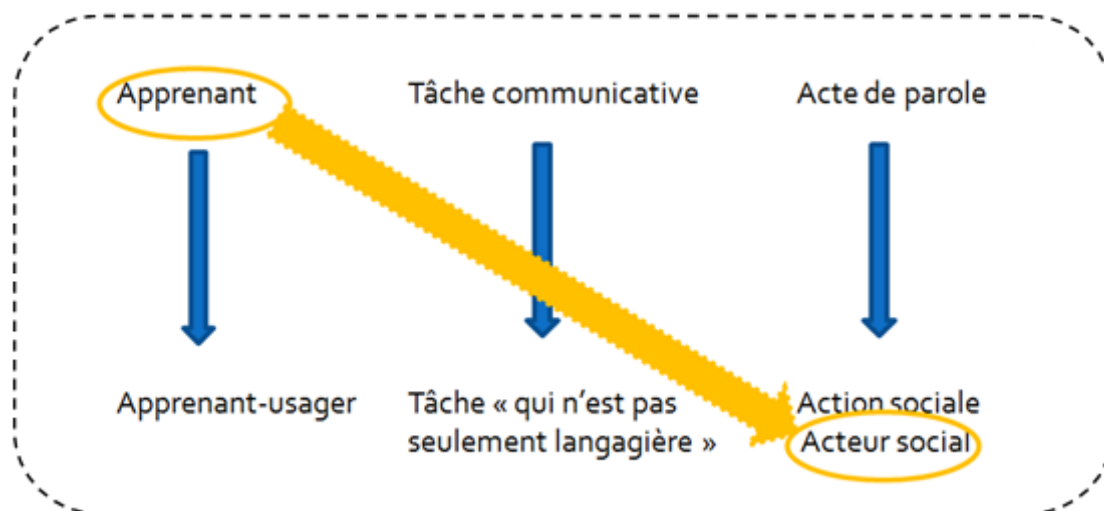 Apprenant
Tâche communicative
Acte de parole
Apprenant-usager
Tâche « qui n’est pas
seulement langagière »
Action sociale
Acteur social